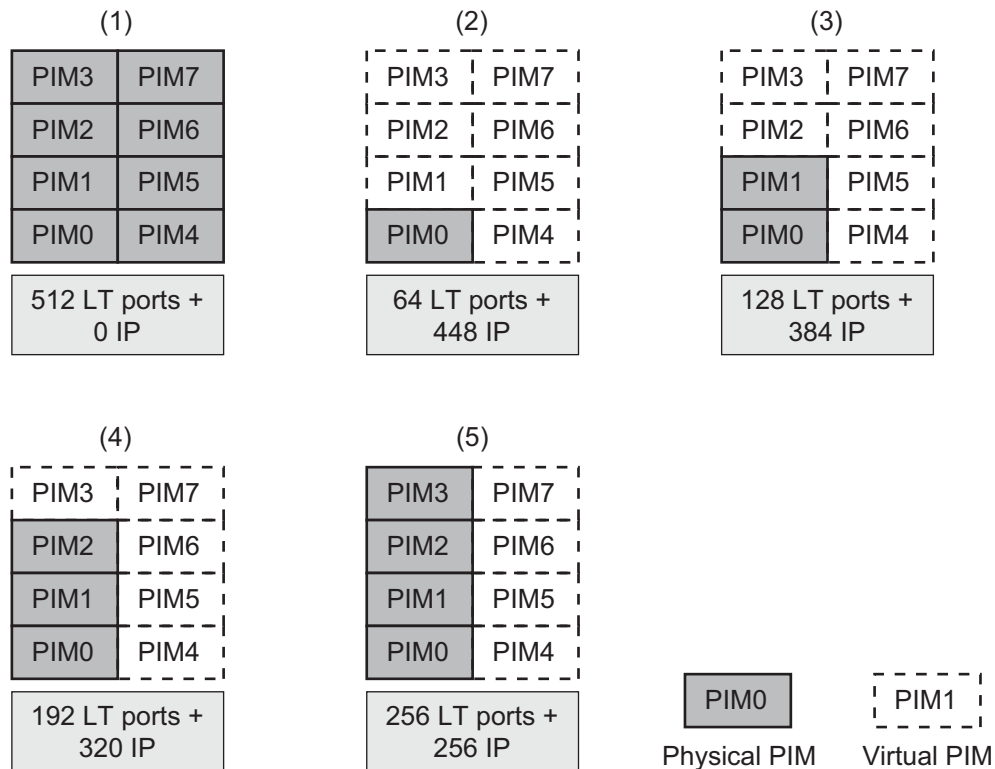 (1)
PIM3 PIM7
PIM2 PIM6
PIM1 PIM5
PIM0 PIM4
512 LT ports +
0 IP
(2)
PIM3 PIM7
PIM2 PIM6
PIM1 PIM5
PIM0 PIM4
64 LT ports +
448 IP
(3)
PIM3 PIM7
PIM2 PIM6
PIM1 PIM5
PIM0 PIM4
128 LT ports +
384 IP
(4)
PIM3 PIM7
PIM2 PIM6
PIM1 PIM5
PIM0 PIM4
192 LT ports +
320 IP
(5)
PIM3 PIM7
PIM2 PIM6
PIM1 PIM5
PIM0 PIM4
256 LT ports +
256 IP
PIM0
Physical PIM
PIM1
Virtual PIM